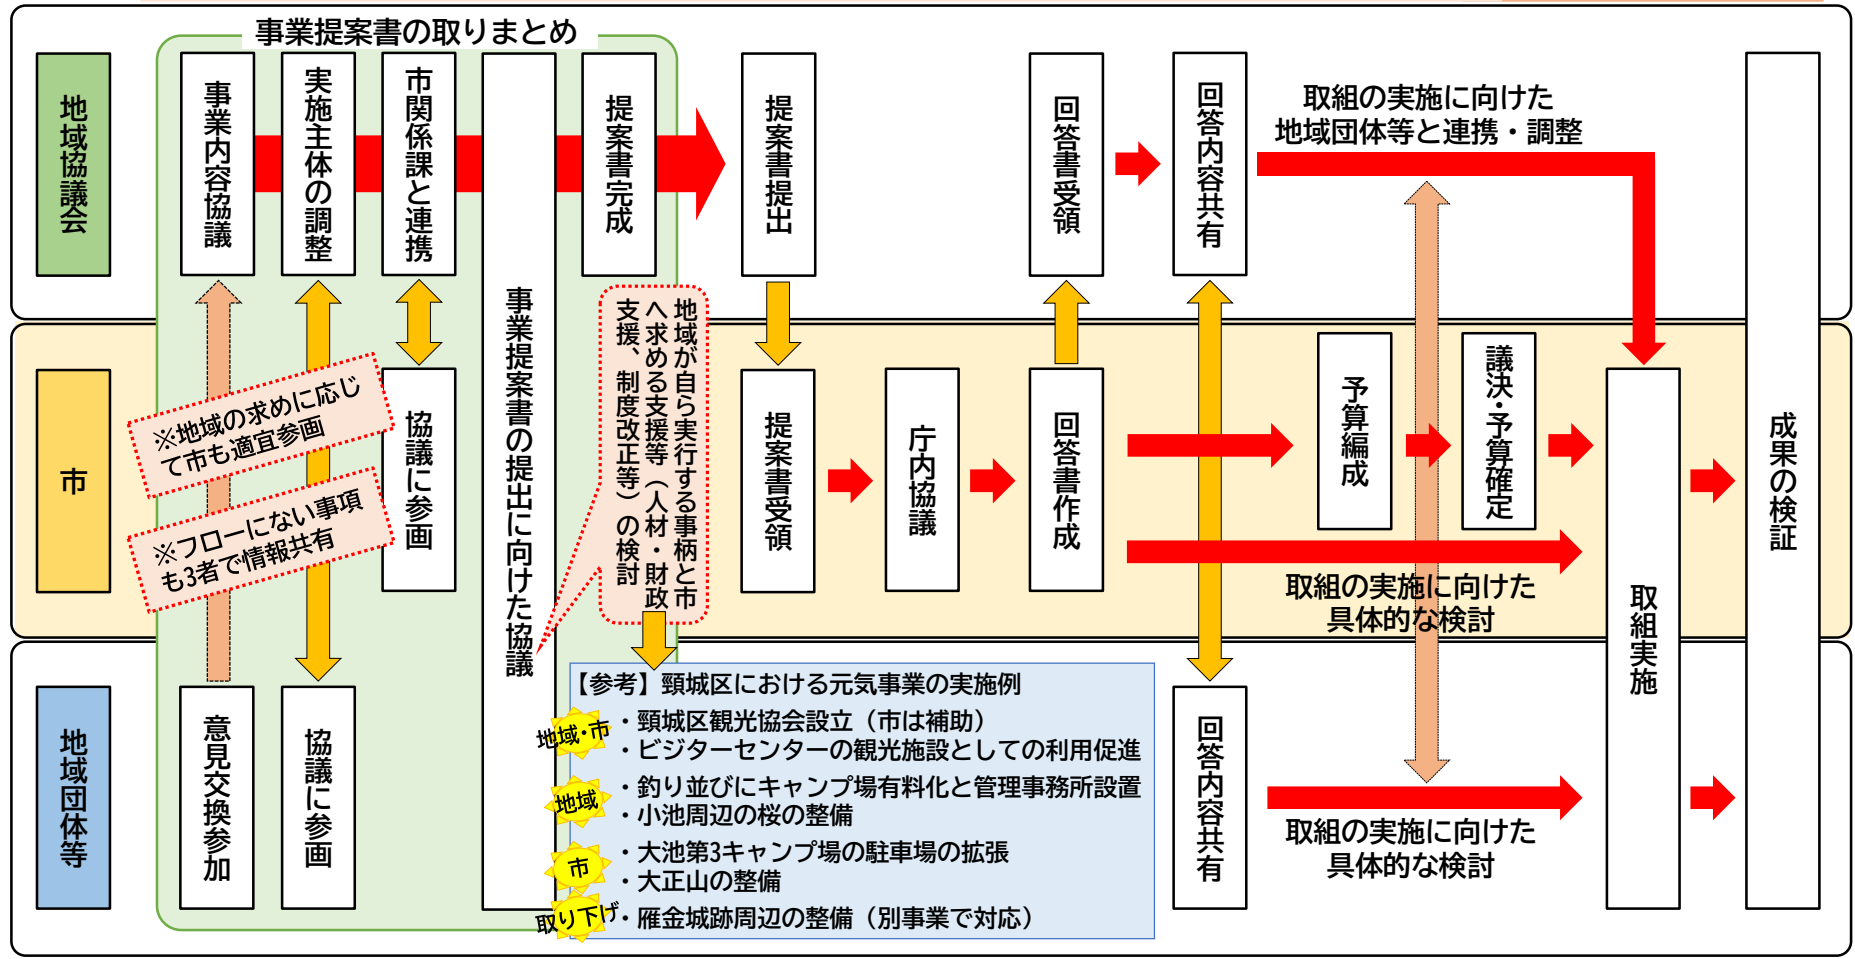 事業提案書の取りまとめ
地域協議会
事業内容協議
実施主体の調整
市関係課と連携
事業提案書の提出に向けた協議
提案書完成
提案書提出
回答書受領
回答内容共有
取組の実施に向けた
地域団体等と連携・調整
成果の検証
地域が自ら実行する事柄と市
へ求める支援等（人材・財政
支援、制度改正等）の検討
市
※地域の求めに応じ
て市も適宜参画
※フローにない事項
も3者で情報共有
協議に参画
提案書受領
庁内協議
回答書作成
予算編成
議決・予算確定
取組の実施に向けた
具体的な検討
取組実施
地域団体等
意見交換参加
協議に参画
【参考】頸城区における元気事業の実施例
地域・市
・頸城区観光協会設立（市は補助）
・ビジターセンターの観光施設としての利用促進
地域
・釣り並びにキャンプ場有料化と管理事務所設置
・小池周辺の桜の整備
市
・大池第3キャンプ場の駐車場の拡張
・大正山の整備
取り下げ
・雁金城跡周辺の整備（別事業で対応）
回答内容共有
取組の実施に向けた
具体的な検討